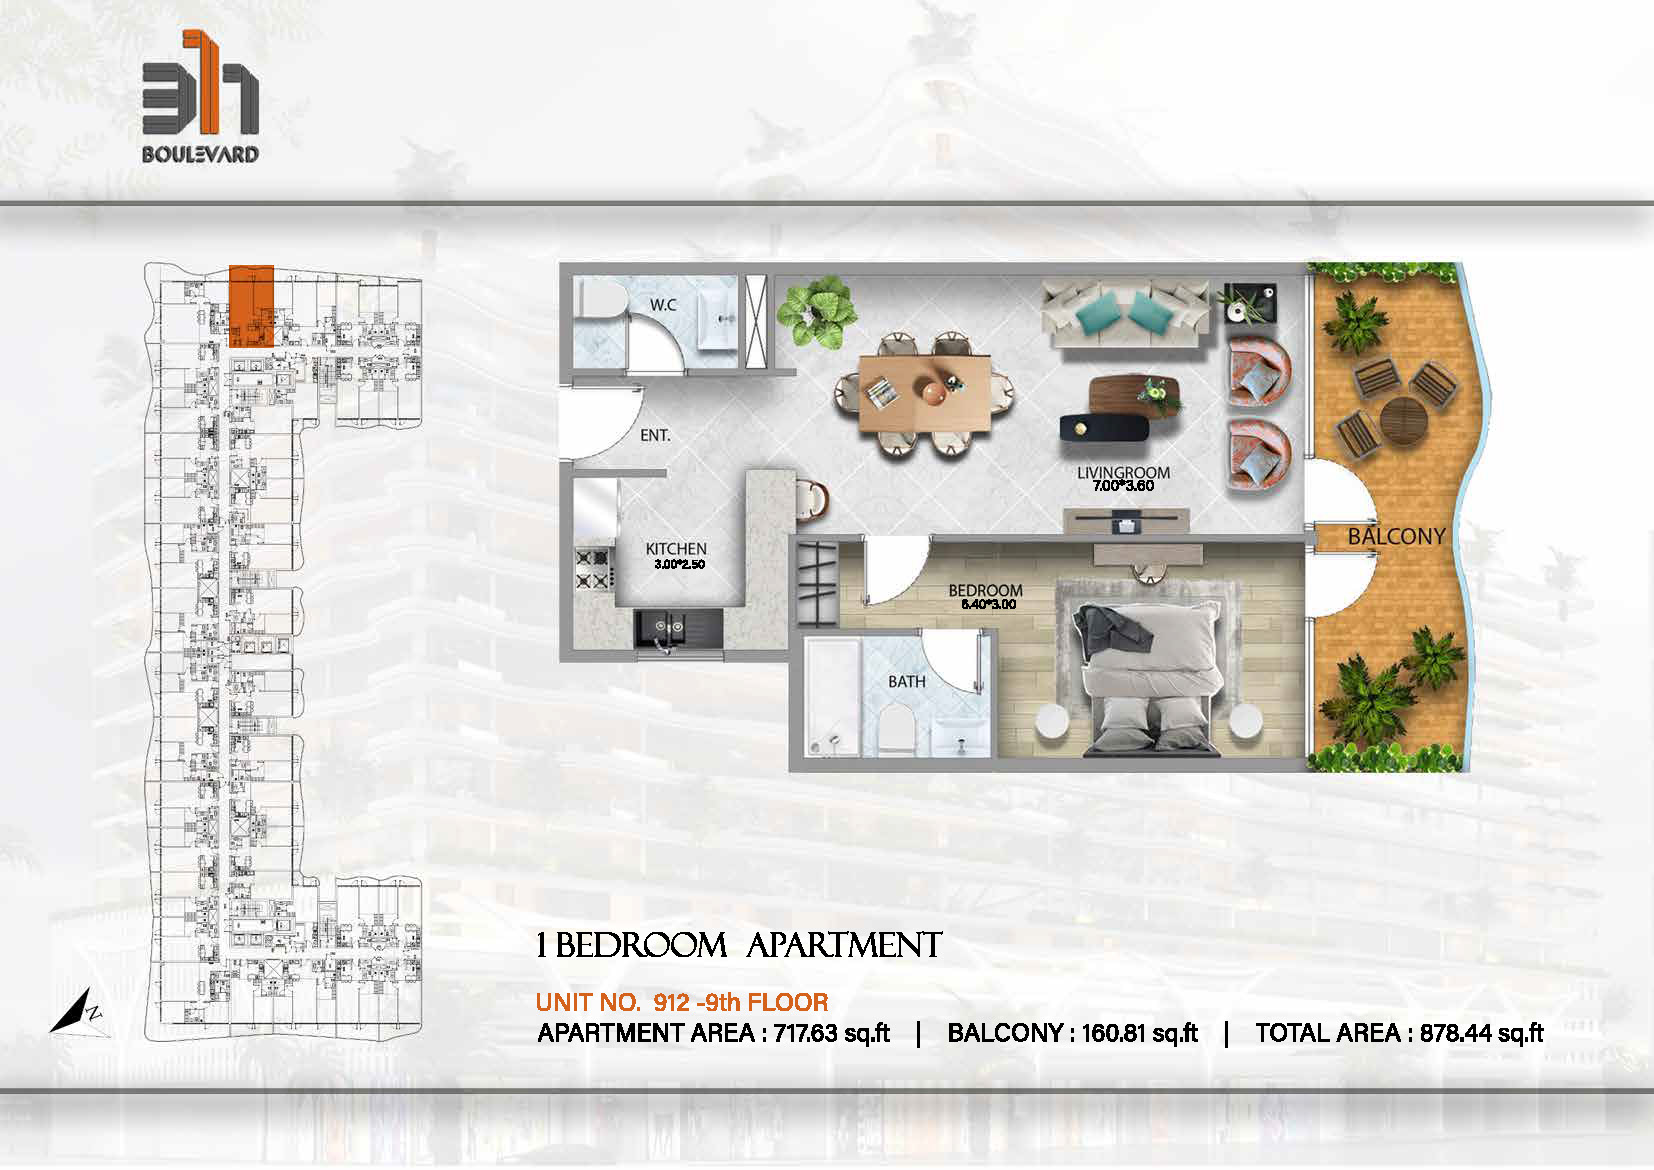 311
BOULEVARD
W.C
ENT.
LIVINGROOM
7.00*3.60
KITCHEN
3.00*2.50
BALCONY
BEDROOM
6.40*3.00
BATH
N
1 BEDROOM APARTMENT
UNIT NO. 912 -9th FLOOR
APARTMENT AREA : 717.63 sq.ft | BALCONY : 160.81 sq.ft | TOTAL AREA : 878.44 sq.ft